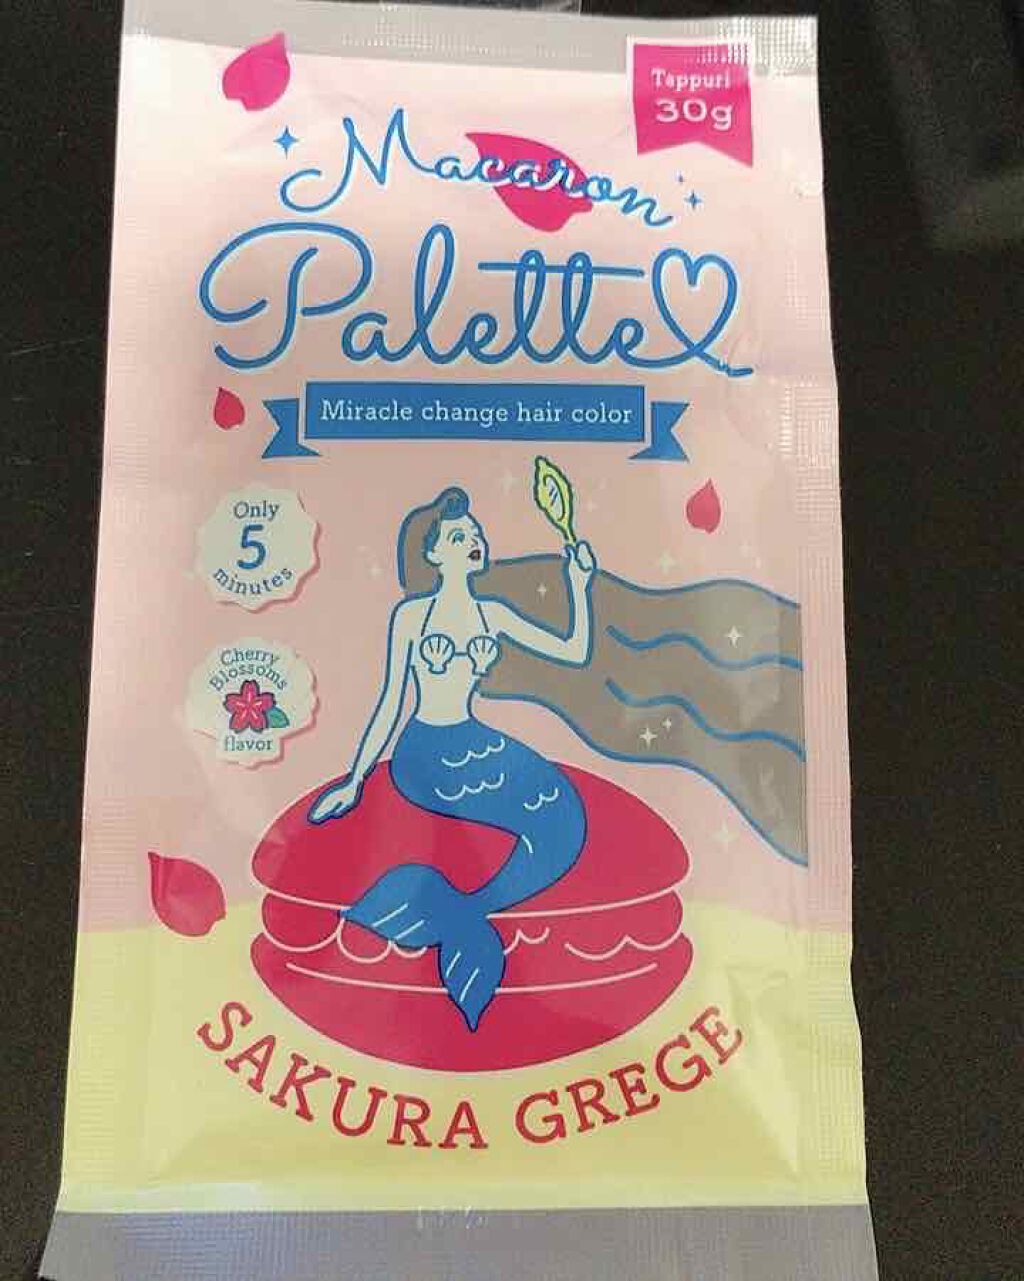 Tappuri
30g
Macaron
Palette
Miracle change hair color
Only
5
minutes
Cherry
Blossoms
flavor
SAKURA GREGE